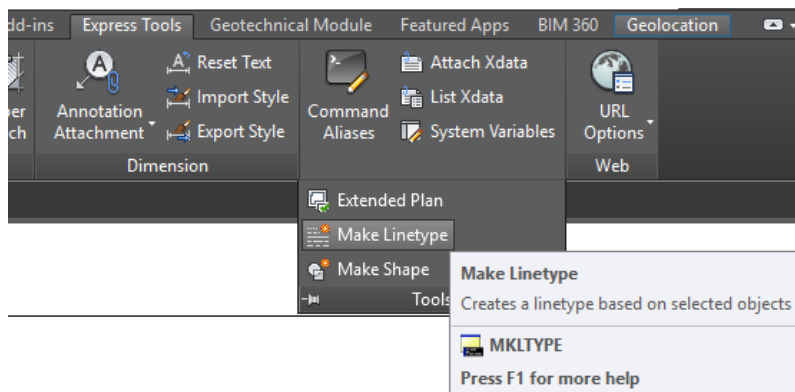 dd-ins Express Tools Geotechnical Module Featured Apps BIM 360 Geolocation
Reset Text
Import Style
Export Style
per
ch
Annotation
Attachment
Dimension
Command
Aliases
Attach Xdata
List Xdata
System Variables
URL
Options
Web
Extended Plan
Make Linetype
Make Shape
Tools
Make Linetype
Creates a linetype based on selected objects
MKLTYPE
Press F1 for more help